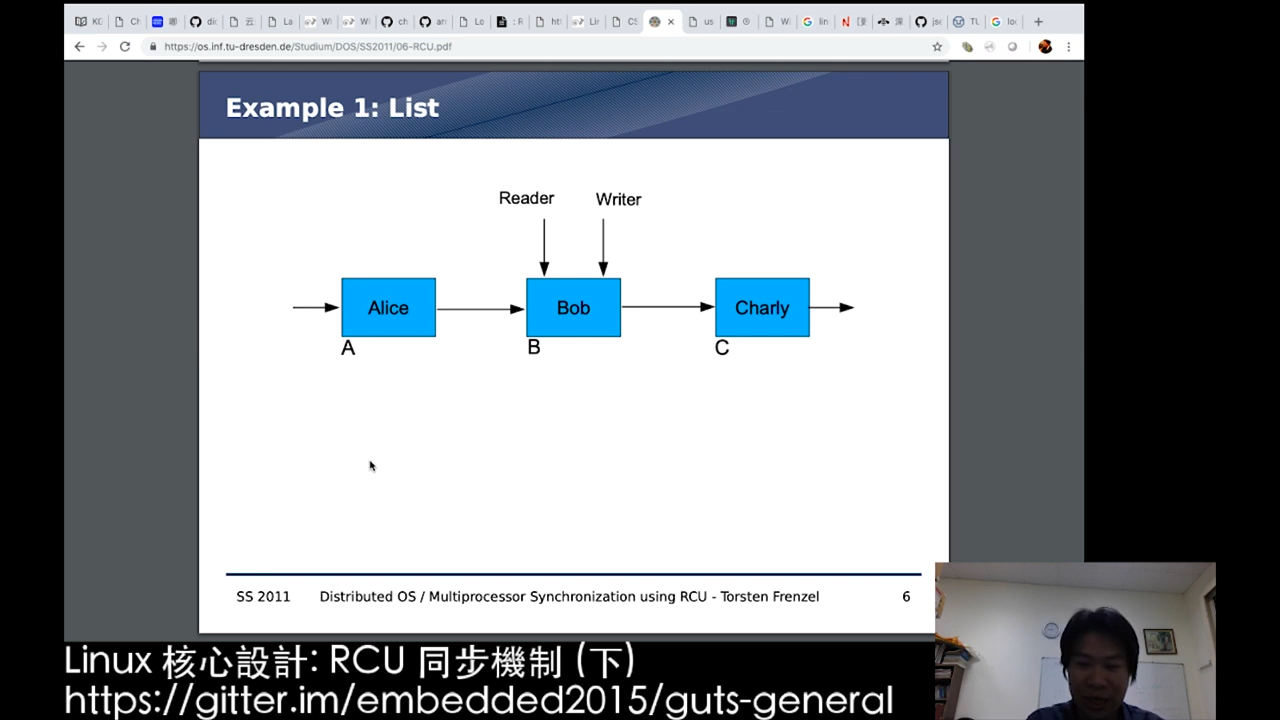 https://os.inf.tu-dresden.de/Studium/DOS/SS2011/06-RCU.pdf
Example 1: List
Reader Writer
Alice Bob Charly
A B C
SS 2011 Distributed OS / Multiprocessor Synchronization using RCU - Torsten Frenzel 6
Linux 核心設計: RCU 同步機制 (下)
https://gitter.im/embedded2015/guts-general